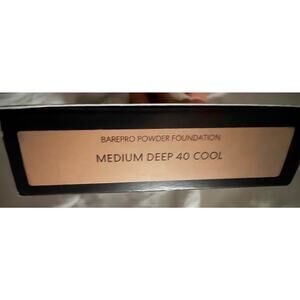 BAREPRO POWDER FOUNDATION
MEDIUM DEEP 40 COOL